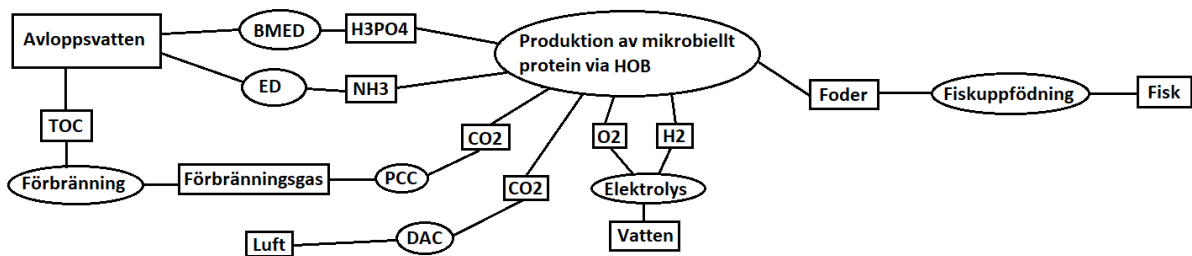 Avloppsvatten
BMED
H3PO4
Produktion av mikrobiellt
protein via HOB
ED
NH3
Foder
Fiskuppfödning
Fisk
TOC
CO2
O2
H2
Förbränning
Förbränningsgas
PCC
CO2
Elektrolys
Luft
DAC
Vatten